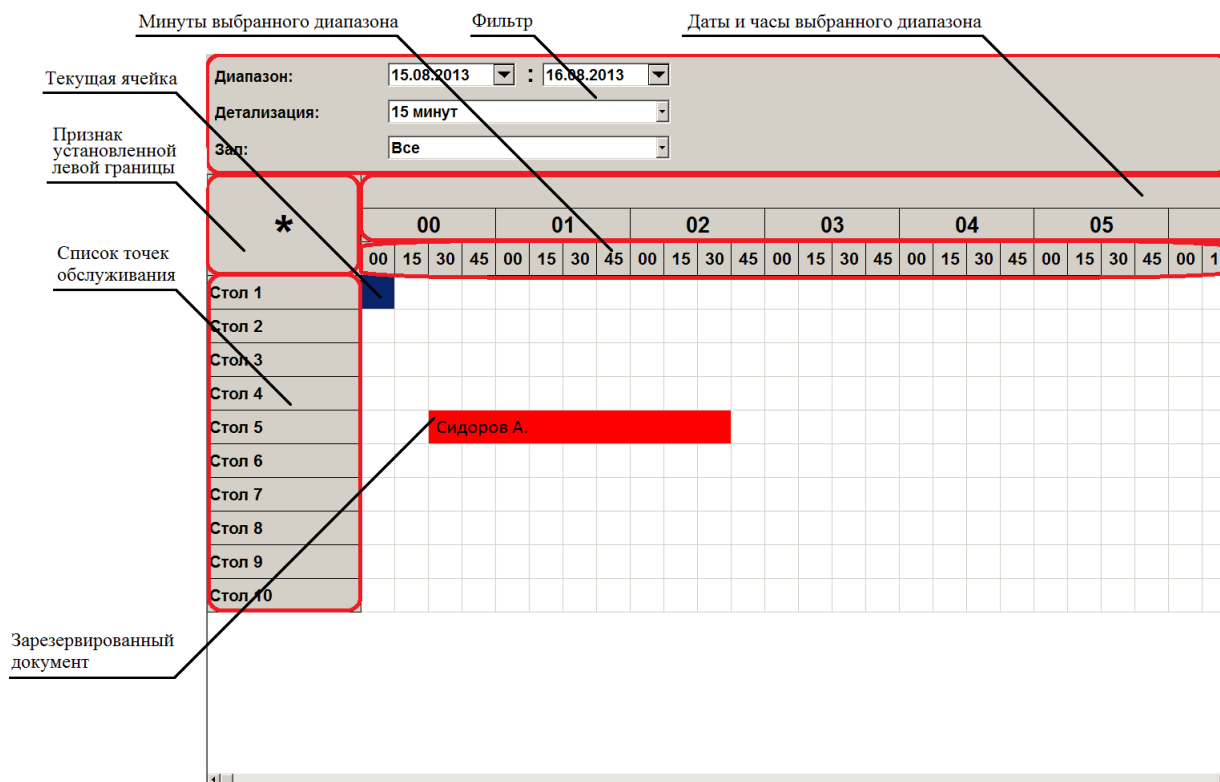 Минуты выбранного диапазона
Фильтр
Даты и часы выбранного диапазона
Текущая ячейка
Признак
установленной
левой границы
Список точек
обслуживания
Зарезервированный
документ
Диапазон: 15.08.2013 : 16.08.2013
Детализация: 15 минут
Зал: Все
* 00 01 02 03 04 05
00 15 30 45 00 15 30 45 00 15 30 45 00 15 30 45 00 15 30 45 00 15 30 45 00 1
Стол 1
Стол 2
Стол 3
Стол 4
Стол 5 Сидоров А.
Стол 6
Стол 7
Стол 8
Стол 9
Стол 10